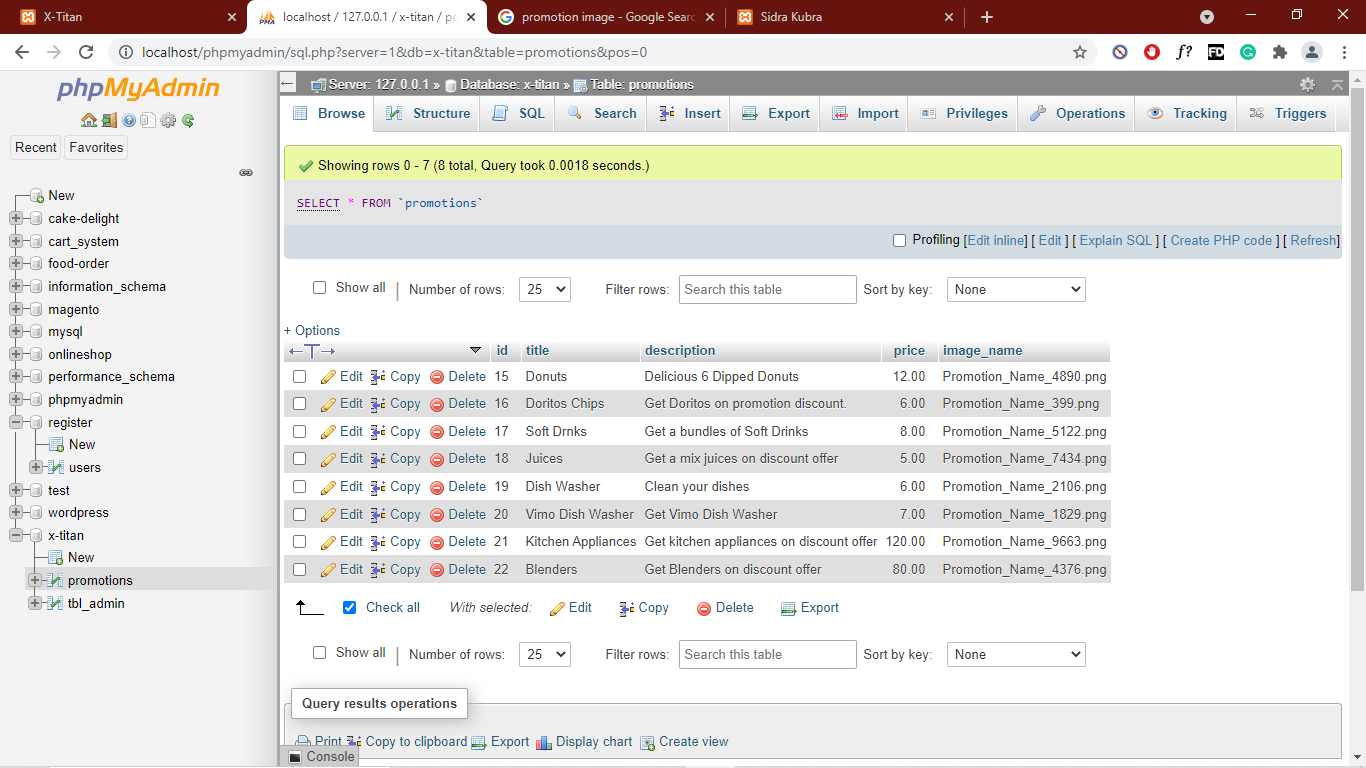 X-Titan
localhost / 127.0.0.1 / x-titan / pr
promotion image - Google Searc
Sidra Kubra
localhost/phpmyadmin/sql.php?server=1&db=x-titan&table=promotions&pos=0
phpMyAdmin
Recent
Favorites
New
cake-delight
cart_system
food-order
information_schema
magento
mysql
onlineshop
performance_schema
phpmyadmin
register
New
users
test
wordpress
x-titan
New
promotions
tbl_admin
Server: 127.0.0.1 » Database: x-titan » Table: promotions
Browse Structure SQL Search Insert Export Import Privileges Operations Tracking Triggers
Showing rows 0 - 7 (8 total, Query took 0.0018 seconds.)
SELECT * FROM `promotions`
Profiling [Edit inline] [ Edit ] [ Explain SQL ] [ Create PHP code ] [ Refresh]
Show all | Number of rows: 25 Filter rows: Search this table Sort by key: None
+ Options
←T→ id title description price image_name
Edit Copy Delete 15 Donuts Delicious 6 Dipped Donuts 12.00 Promotion_Name_4890.png
Edit Copy Delete 16 Doritos Chips Get Doritos on promotion discount. 6.00 Promotion_Name_399.png
Edit Copy Delete 17 Soft Drnks Get a bundles of Soft Drinks 8.00 Promotion_Name_5122.png
Edit Copy Delete 18 Juices Get a mix juices on discount offer 5.00 Promotion_Name_7434.png
Edit Copy Delete 19 Dish Washer Clean your dishes 6.00 Promotion_Name_2106.png
Edit Copy Delete 20 Vimo Dish Washer Get Vimo Dish Washer 7.00 Promotion_Name_1829.png
Edit Copy Delete 21 Kitchen Appliances Get kitchen appliances on discount offer 120.00 Promotion_Name_9663.png
Edit Copy Delete 22 Blenders Get Blenders on discount offer 80.00 Promotion_Name_4376.png
Check all With selected: Edit Copy Delete Export
Show all | Number of rows: 25 Filter rows: Search this table Sort by key: None
Query results operations
Print Copy to clipboard Export Display chart Create view
Console